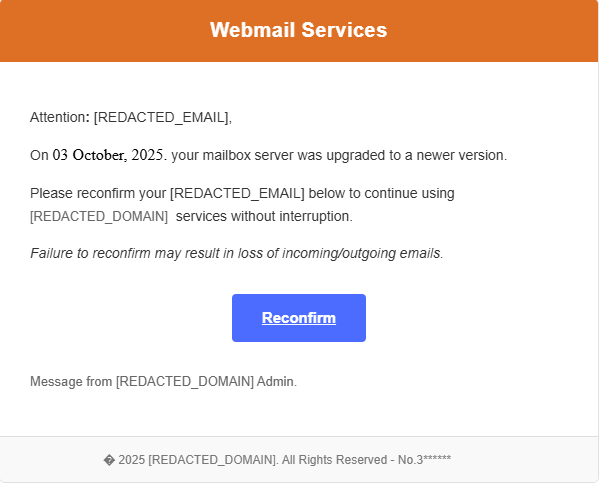 Webmail Services
Attention: [REDACTED_EMAIL],
On 03 October, 2025. your mailbox server was upgraded to a newer version.
Please reconfirm your [REDACTED_EMAIL] below to continue using
[REDACTED_DOMAIN] services without interruption.
Failure to reconfirm may result in loss of incoming/outgoing emails.
Reconfirm
Message from [REDACTED_DOMAIN] Admin.
� 2025 [REDACTED_DOMAIN]. All Rights Reserved - No.3******